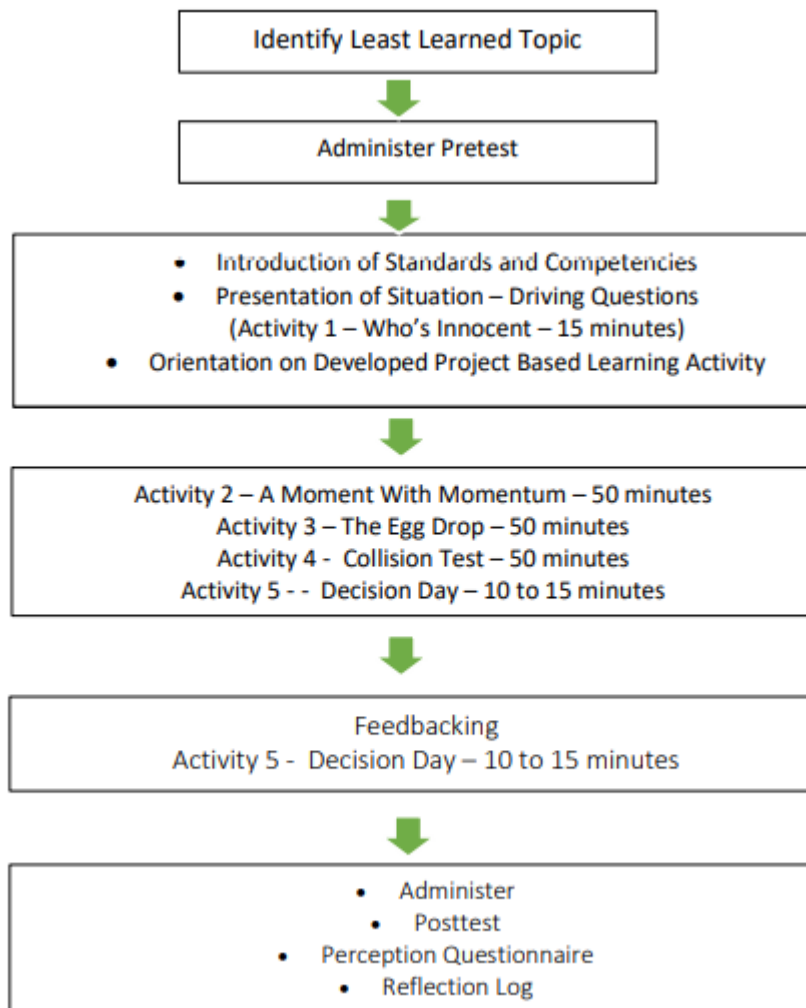 Identify Least Learned Topic
Administer Pretest
• Introduction of Standards and Competencies
• Presentation of Situation – Driving Questions
(Activity 1 – Who's Innocent – 15 minutes)
• Orientation on Developed Project Based Learning Activity
Activity 2 – A Moment With Momentum – 50 minutes
Activity 3 – The Egg Drop – 50 minutes
Activity 4 - Collision Test – 50 minutes
Activity 5 - - Decision Day – 10 to 15 minutes
Feedbacking
Activity 5 - Decision Day – 10 to 15 minutes
• Administer
• Posttest
• Perception Questionnaire
• Reflection Log